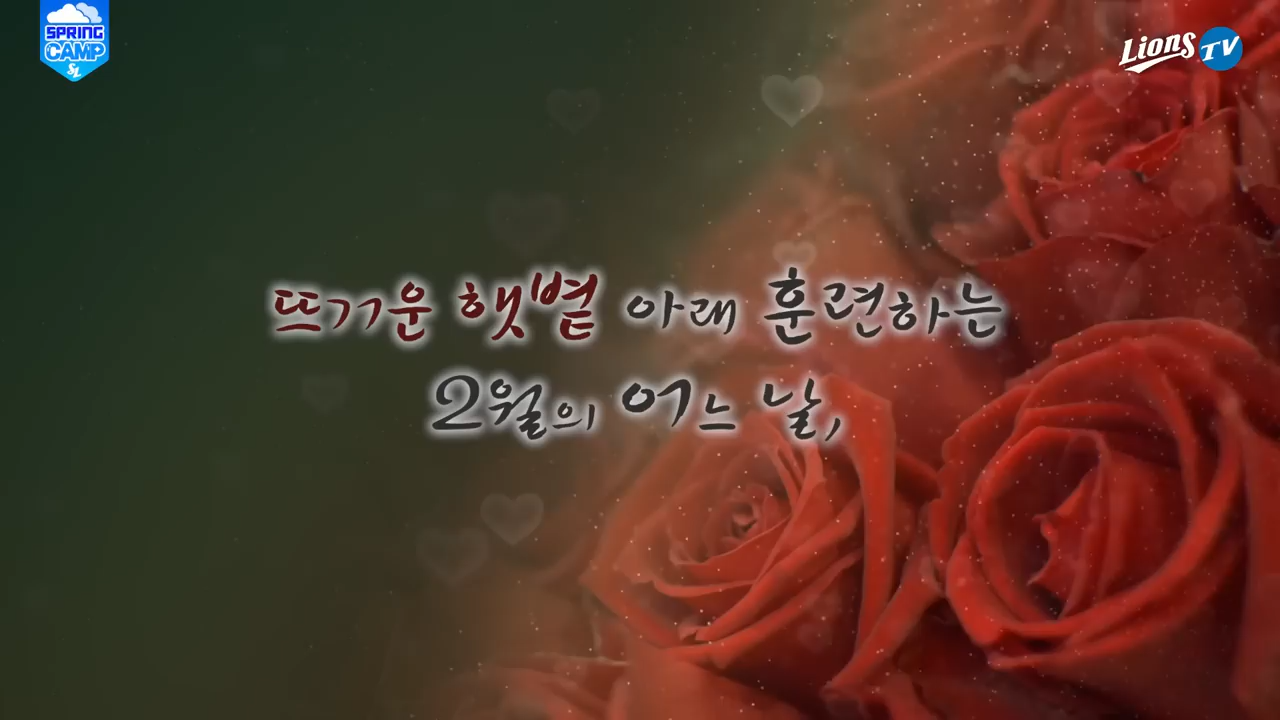 SPRING
CAMP
SL
Lions TV
뜨거운 햇볕 아래 훈련하는
2월의 어느 날,